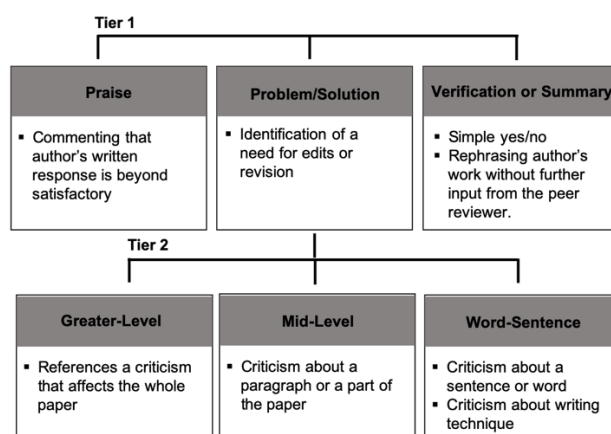 Tier 1
Praise
▪ Commenting that
author's written
response is beyond
satisfactory
Problem/Solution
▪ Identification of a
need for edits or
revision
Verification or Summary
▪ Simple yes/no
▪ Rephrasing author's
work without further
input from the peer
reviewer.
Tier 2
Greater-Level
▪ References a criticism
that affects the whole
paper
Mid-Level
▪ Criticism about a
paragraph or a part of
the paper
Word-Sentence
▪ Criticism about a
sentence or word
▪ Criticism about writing
technique